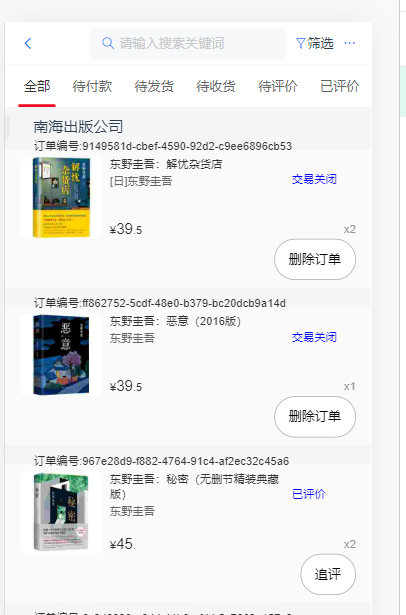 请输入搜索关键词 筛选 ...
全部 待付款 待发货 待收货 待评价 已评价
南海出版公司
订单编号:9149581d-cbef-4590-92d2-c9ee6896cb53
东野圭吾：解忧杂货店
[日]东野圭吾
交易关闭
解忧
杂货店
¥39.5
x2
删除订单
订单编号:ff862752-5cdf-48e0-b379-bc20dcb9a14d
东野圭吾：恶意（2016版）
东野圭吾
交易关闭
恶意
¥39.5
x1
删除订单
订单编号:967e28d9-f882-4764-91c4-af2ec32c45a6
东野圭吾：秘密（无删节精装典藏
版）
已评价
东野圭吾
秘密
¥45.
x2
追评